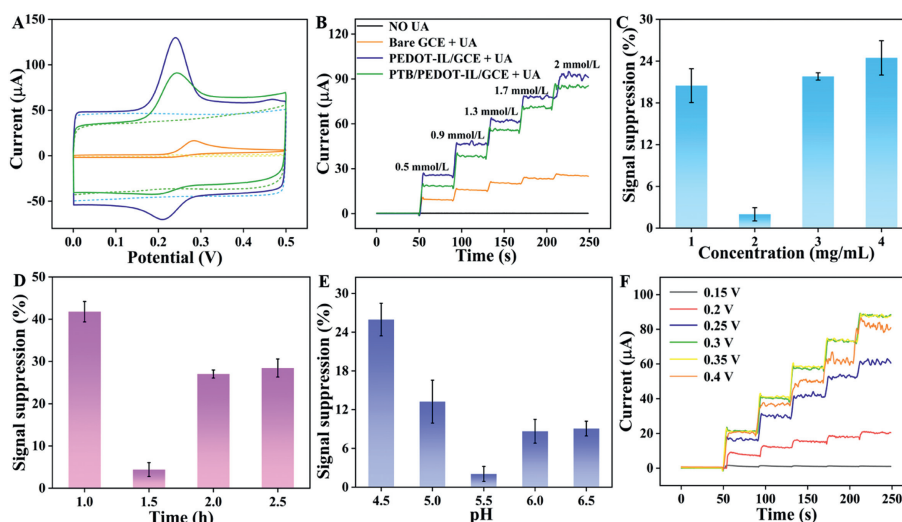 A
Current (μA)
150
100
50
0
-50
0.0 0.1 0.2 0.3 0.4 0.5
Potential (V)
B
Current (μA)
120
90
60
30
0
NO UA
Bare GCE + UA
PEDOT-IL/GCE + UA
PTB/PEDOT-IL/GCE + UA
0.5 mmol/L
0.9 mmol/L
1.3 mmol/L
1.7 mmol/L
2 mmol/L
0 50 100 150 200 250
Time (s)
C
Signal suppression (%)
29
23
17
12
6
0
1 2 3 4
Concentration (mg/mL)
D
Signal suppression (%)
50
40
30
20
10
0
1.0 1.5 2.0 2.5
Time (h)
E
Signal suppression (%)
30
24
18
12
6
0
4.5 5.0 5.5 6.0 6.5
pH
F
Current (μA)
100
80
60
40
20
0
0.15 V
0.2 V
0.25 V
0.3 V
0.35 V
0.4 V
0 50 100 150 200 250
Time (s)